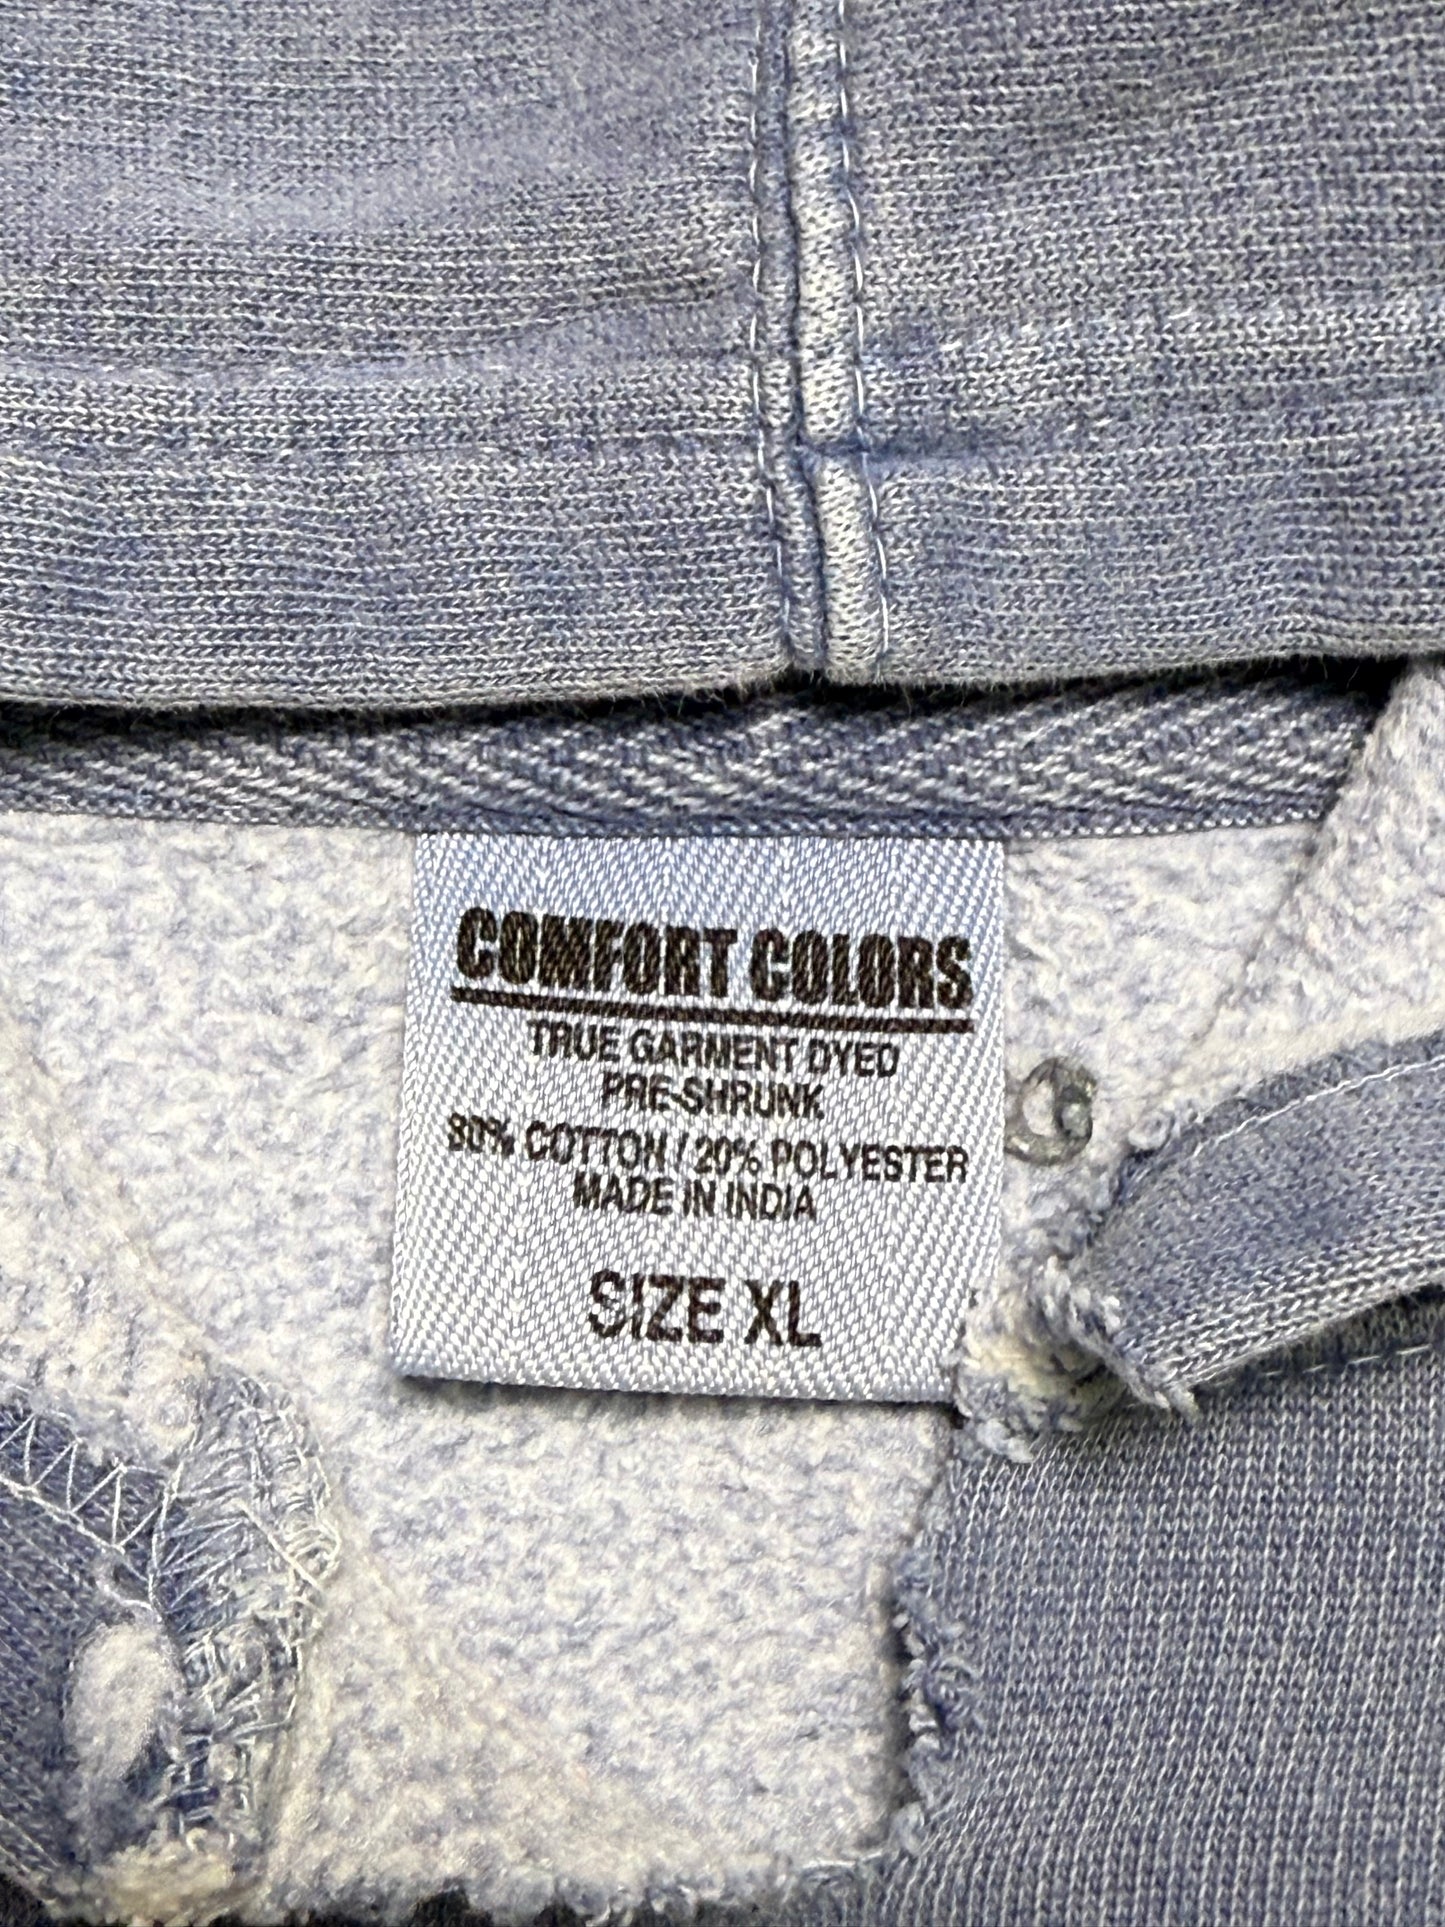 COMFORT COLORS
TRUE GARMENT DYED
PRE-SHRUNK
80% COTTON / 20% POLYESTER
MADE IN INDIA
SIZE XL